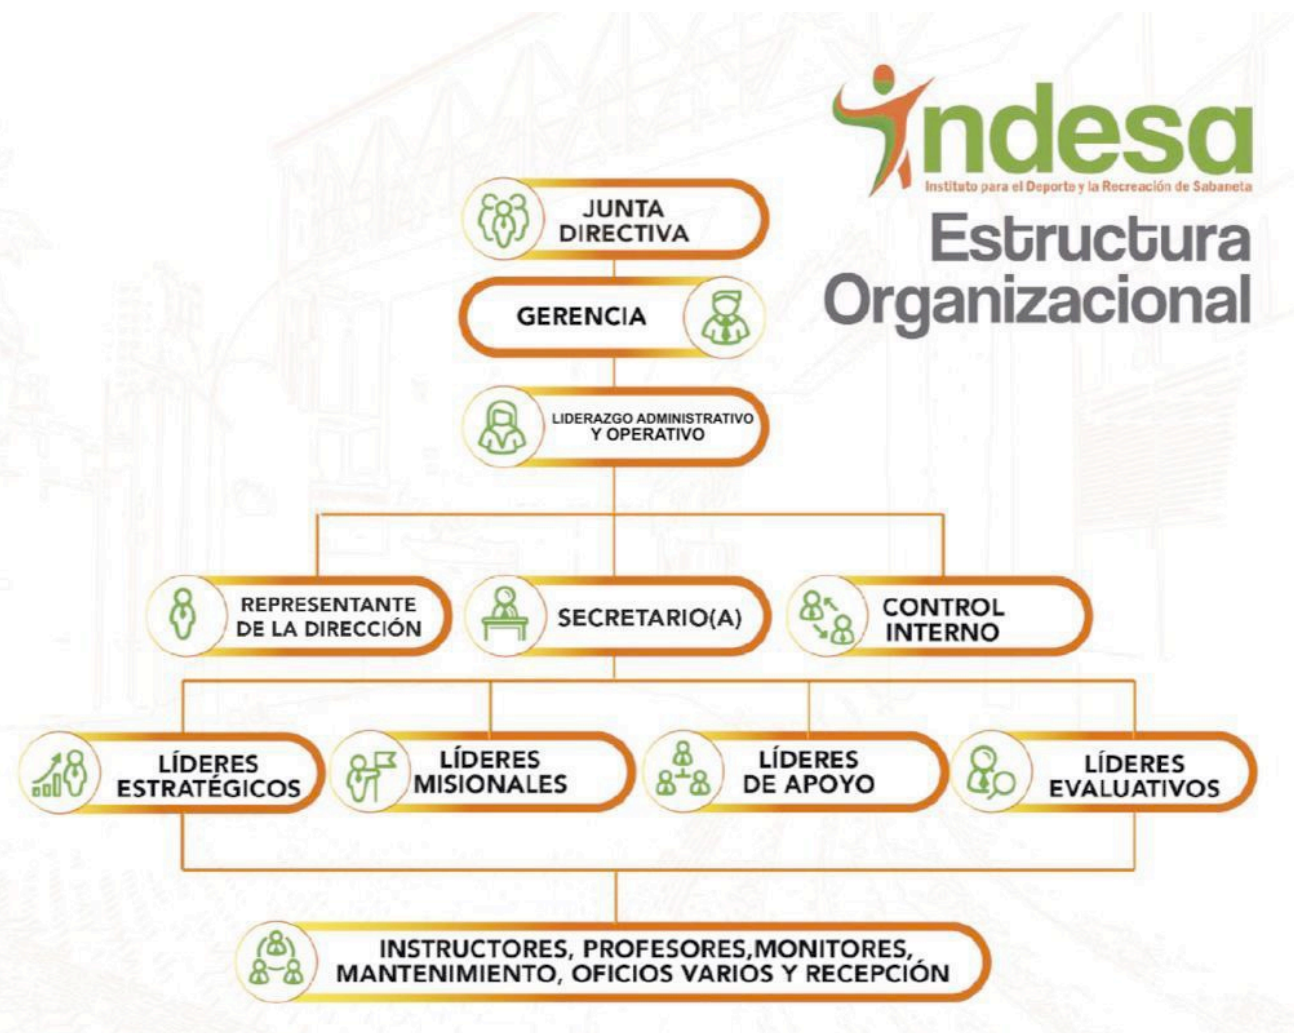 Indesa
Instituto para el Deporte y la Recreación de Sabaneta
Estructura
Organizacional
JUNTA
DIRECTIVA
GERENCIA
LIDERAZGO ADMINISTRATIVO
Y OPERATIVO
REPRESENTANTE
DE LA DIRECCIÓN
SECRETARIO(A)
CONTROL
INTERNO
LÍDERES
ESTRATÉGICOS
LÍDERES
MISIONALES
LÍDERES
DE APOYO
LÍDERES
EVALUATIVOS
INSTRUCTORES, PROFESORES,MONITORES,
MANTENIMIENTO, OFICIOS VARIOS Y RECEPCIÓN